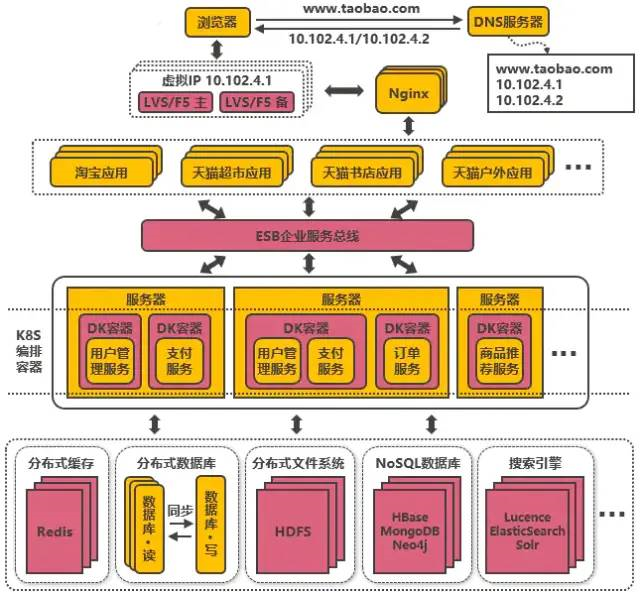 www.taobao.com
浏览器
DNS服务器
10.102.4.1/10.102.4.2
虚拟IP 10.102.4.1
LVS/F5 主
LVS/F5 备
Nginx
www.taobao.com
10.102.4.1
10.102.4.2
淘宝应用
天猫超市应用
天猫书店应用
天猫户外应用
ESB企业服务总线
K8S
编排
容器
服务器
DK容器
用户管
理服务
DK容器
支付
服务
服务器
DK容器
用户管
理服务
支付
服务
DK容器
订单
服务
服务器
DK容器
商品推
荐服务
分布式缓存
Redis
分布式数据库
数据库·读
同步
数据库·写
分布式文件系统
HDFS
NoSQL数据库
HBase
MongoDB
Neo4j
搜索引擎
Lucence
ElasticSearch
Solr